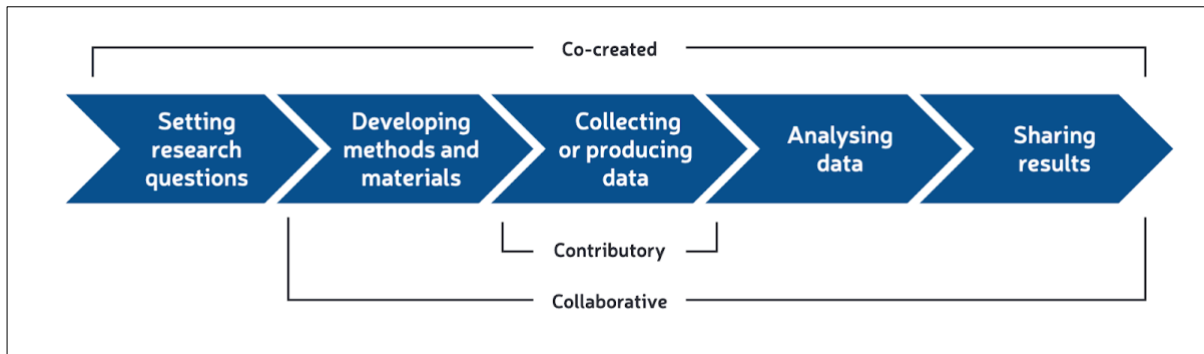 Co-created
Setting
research
questions
Developing
methods and
materials
Collecting
or producing
data
Analysing
data
Sharing
results
Contributory
Collaborative